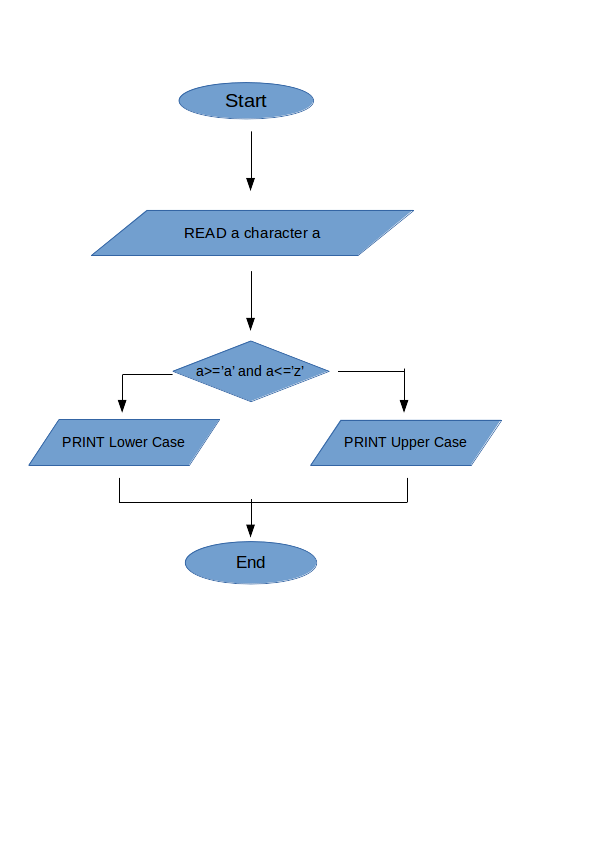 Start
READ a character a
a>=’a’ and a<=’z’
PRINT Lower Case
PRINT Upper Case
End